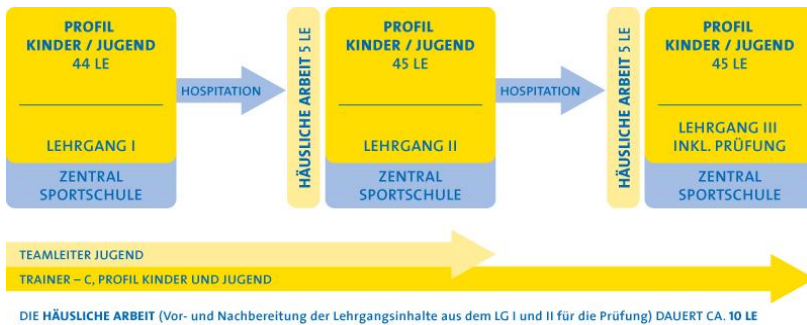 PROFIL
KINDER / JUGEND
44 LE
LEHRGANG I
ZENTRAL
SPORTSCHULE
HOSPITATION
HÄUSLICHE ARBEIT 5 LE
PROFIL
KINDER / JUGEND
45 LE
LEHRGANG II
ZENTRAL
SPORTSCHULE
HOSPITATION
HÄUSLICHE ARBEIT 5 LE
PROFIL
KINDER / JUGEND
45 LE
LEHRGANG III
INKL. PRÜFUNG
ZENTRAL
SPORTSCHULE
TEAMLEITER JUGEND
TRAINER – C, PROFIL KINDER UND JUGEND
DIE HÄUSLICHE ARBEIT (Vor- und Nachbereitung der Lehrgangsinhalte aus dem LG I und II für die Prüfung) DAUERT CA. 10 LE